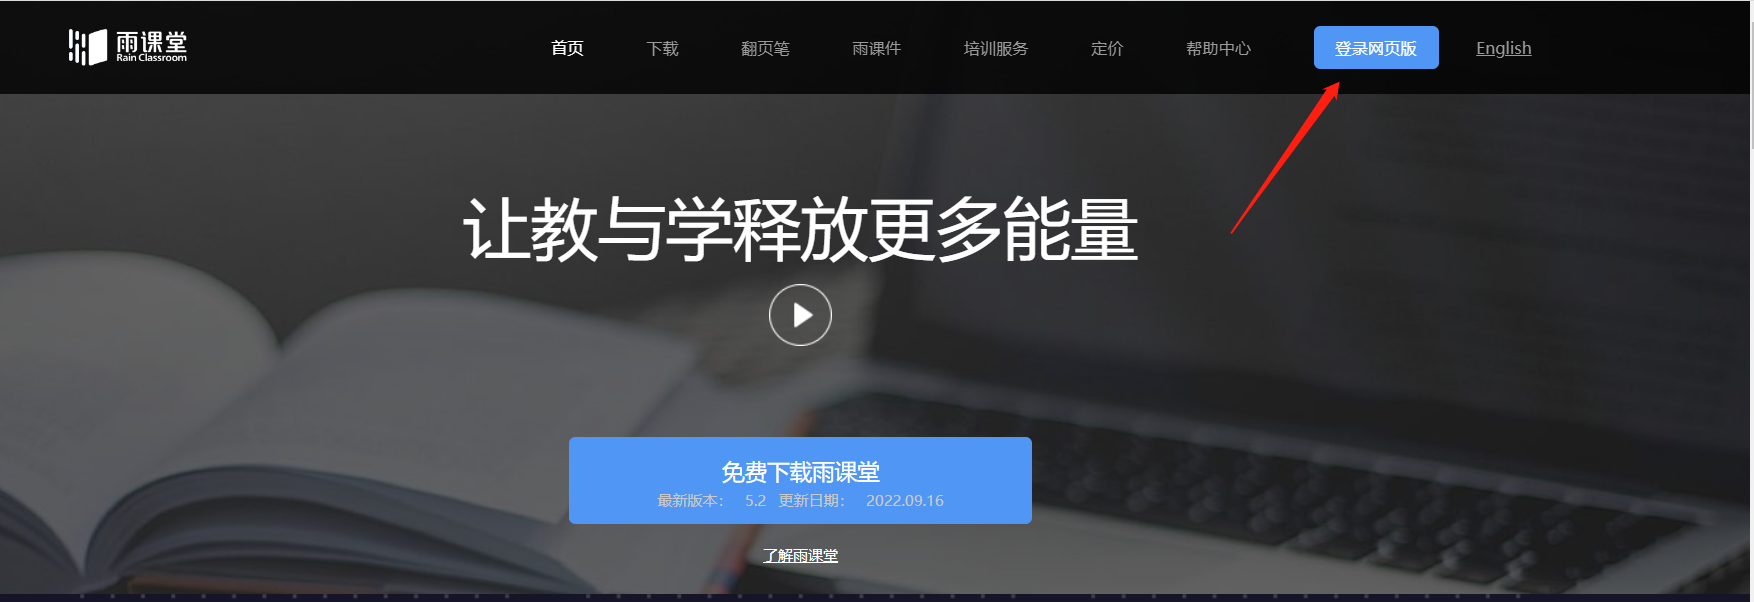 雨课堂
Rain Classroom
首页 下载 翻页笔 雨课件 培训服务 定价 帮助中心 登录网页版 English
让教与学释放更多能量
免费下载雨课堂
最新版本： 5.2 更新日期： 2022.09.16
了解雨课堂